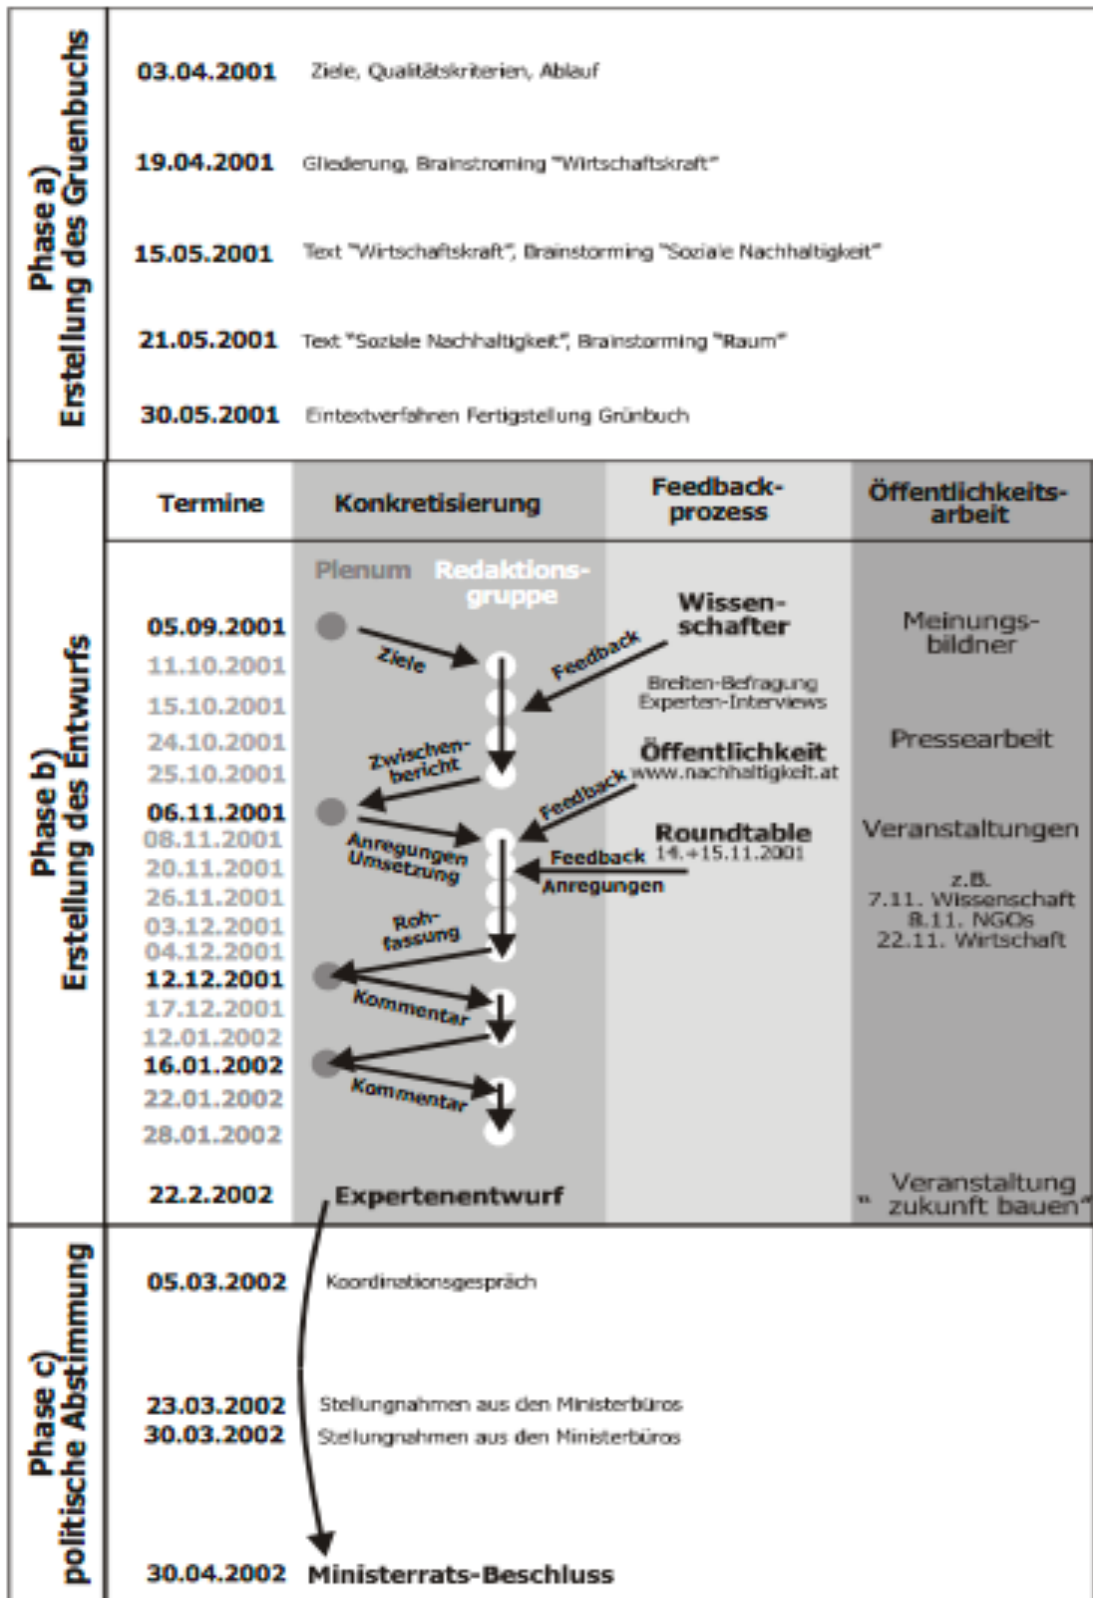 Phase a)
Erstellung des Gruenbuchs
03.04.2001 Ziele, Qualitätskriterien, Ablauf
19.04.2001 Gliederung, Brainstroming "Wirtschaftskraft"
15.05.2001 Text "Wirtschaftskraft", Brainstorming "Soziale Nachhaltigkeit"
21.05.2001 Text "Soziale Nachhaltigkeit", Brainstorming "Raum"
30.05.2001 Eintextverfahren Fertigstellung Grünbuch
Phase b)
Erstellung des Entwurfs
Termine
Konkretisierung
Feedback-
prozess
Öffentlichkeits-
arbeit
Plenum
Redaktions-
gruppe
05.09.2001
11.10.2001
15.10.2001
24.10.2001
25.10.2001
06.11.2001
08.11.2001
20.11.2001
26.11.2001
03.12.2001
04.12.2001
12.12.2001
17.12.2001
12.01.2002
16.01.2002
22.01.2002
28.01.2002
22.2.2002
Ziele
Zwischen-
bericht
Anregungen
Umsetzung
Roh-
fassung
Kommentar
Kommentar
Expertenentwurf
Wissen-
schafter
Feedback
Breiten-Befragung
Experten-Interviews
Öffentlichkeit
www.nachhaltigkeit.at
Feedback
Roundtable
14.+15.11.2001
Feedback
Anregungen
Meinungs-
bildner
Pressearbeit
Veranstaltungen
z.B.
7.11. Wissenschaft
8.11. NGOs
22.11. Wirtschaft
Veranstaltung
" zukunft bauen"
Phase c)
politische Abstimmung
05.03.2002 Koordinationsgespräch
23.03.2002 Stellungnahmen aus den Ministerbüros
30.03.2002 Stellungnahmen aus den Ministerbüros
30.04.2002 Ministerrats-Beschluss